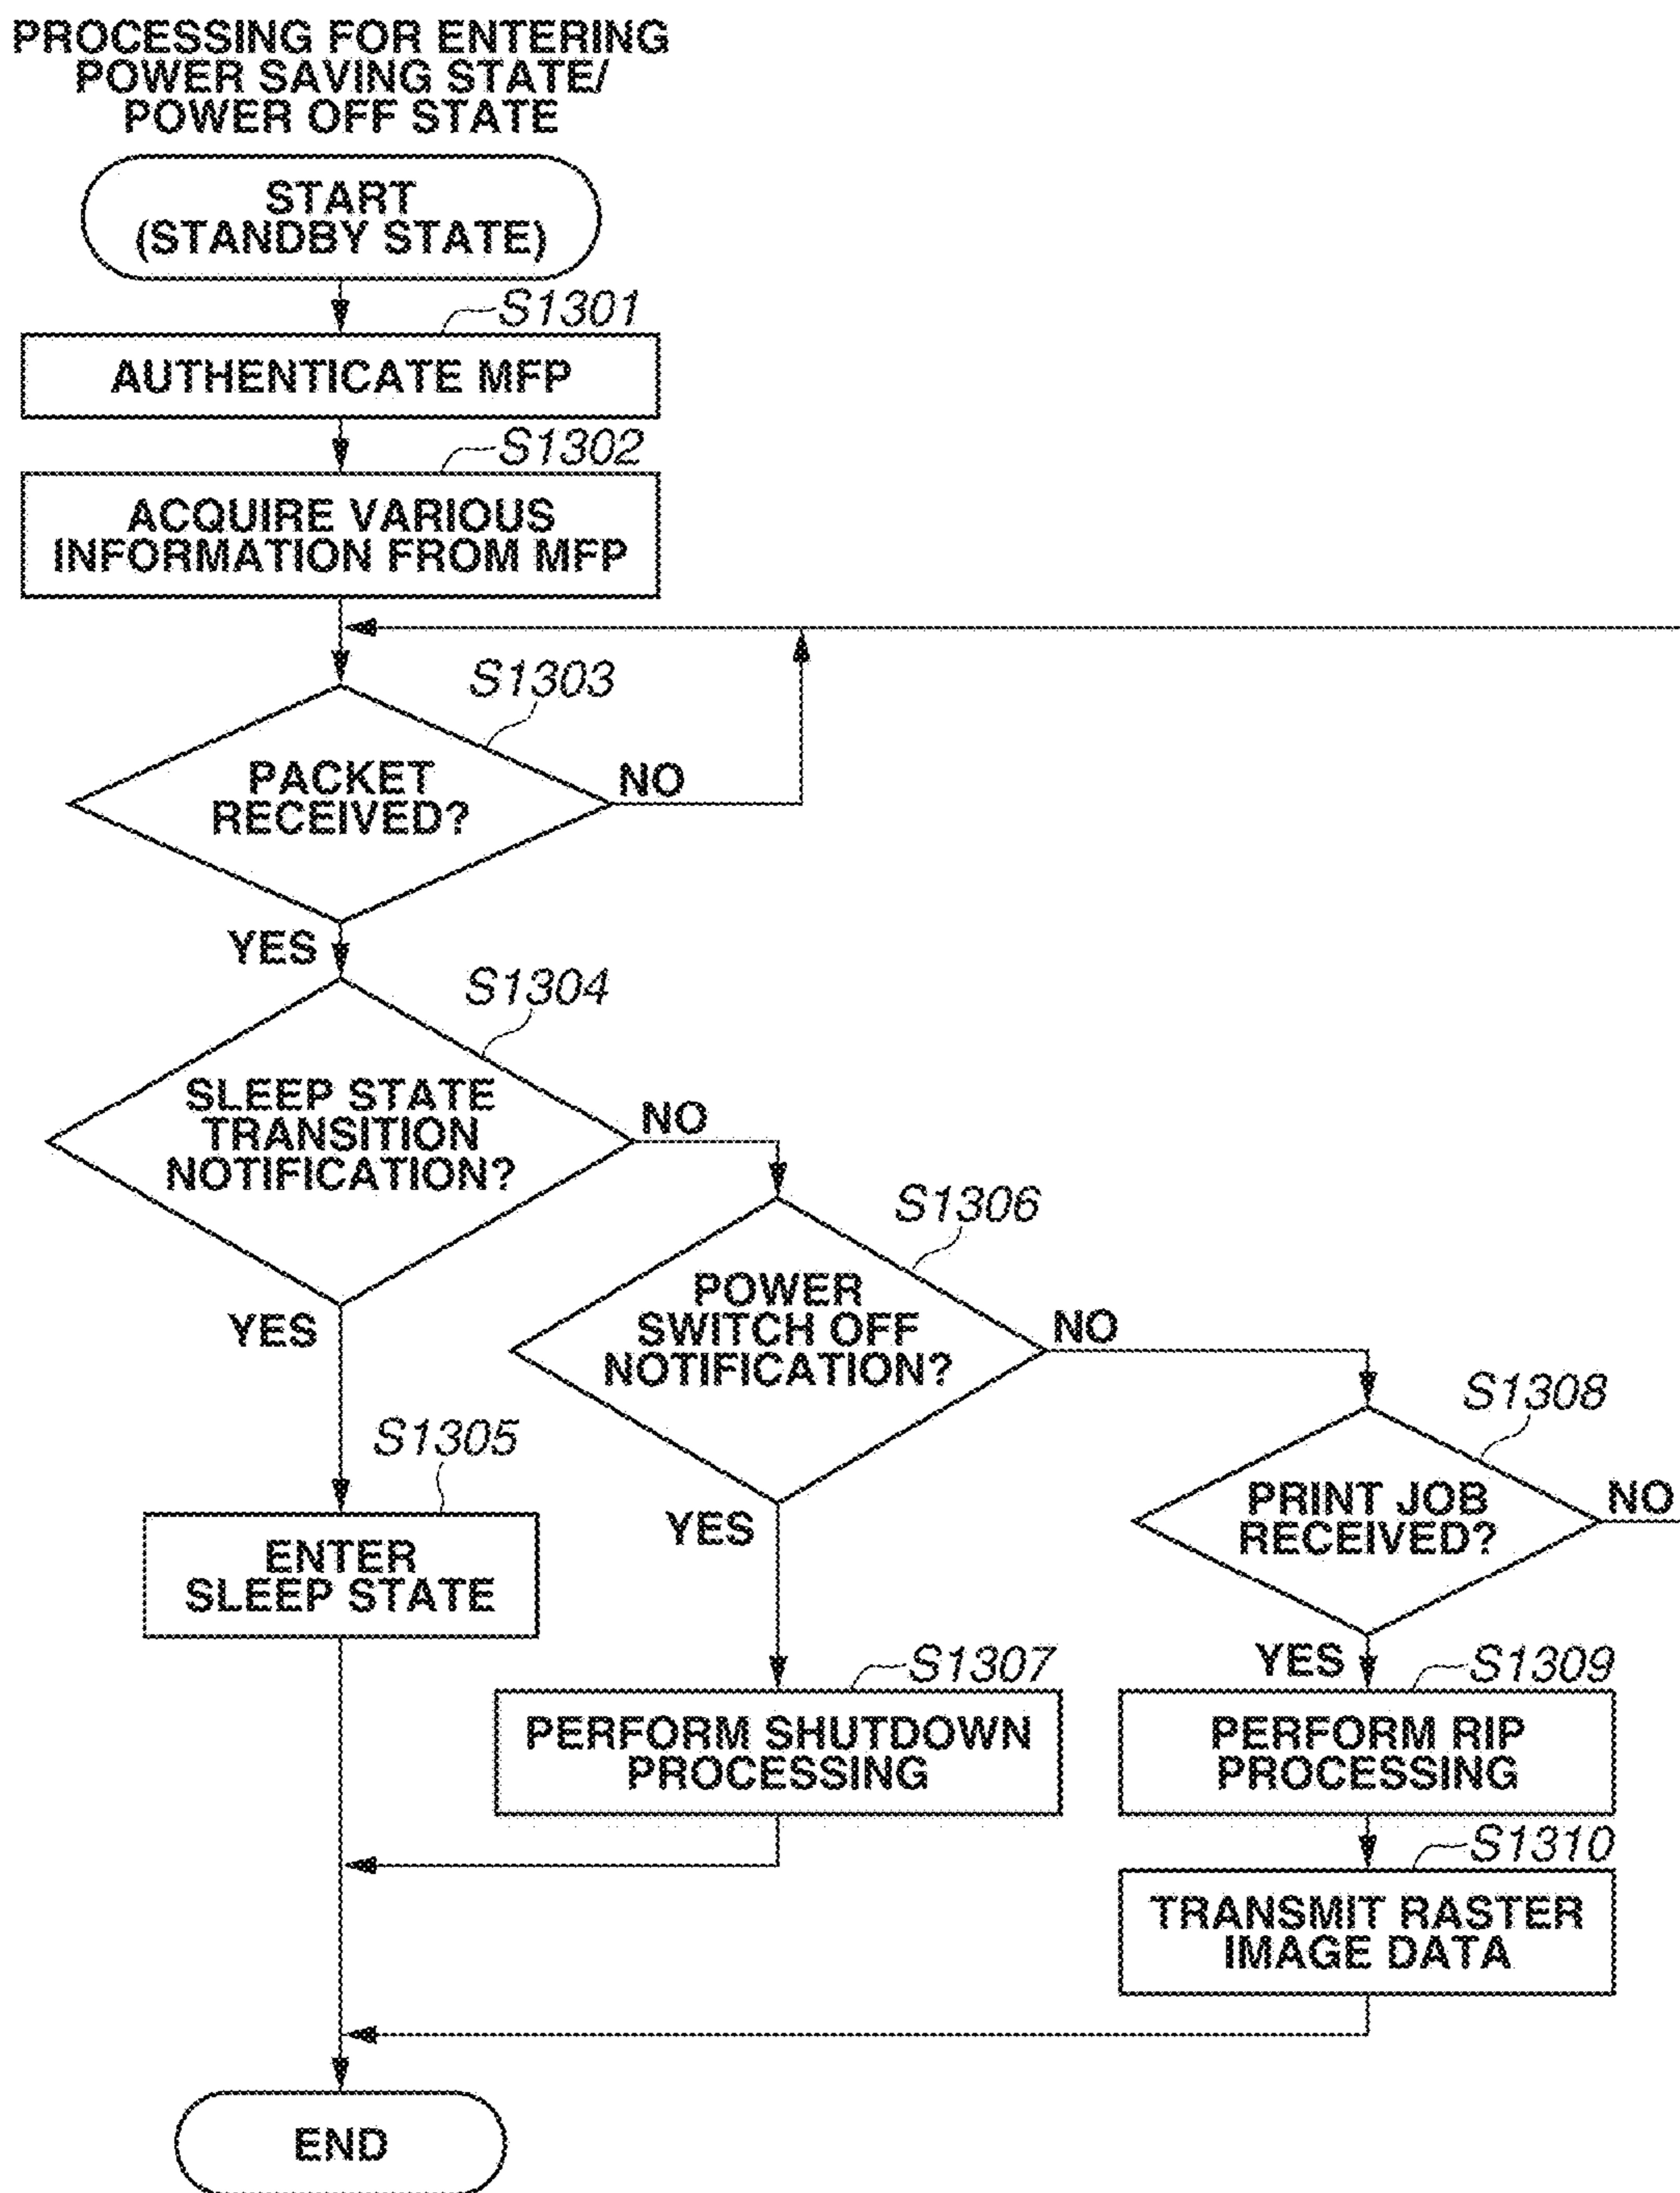 PROCESSING FOR ENTERING
POWER SAVING STATE/
POWER OFF STATE
START
(STANDBY STATE)
S1301
AUTHENTICATE MFP
S1302
ACQUIRE VARIOUS
INFORMATION FROM MFP
S1303
PACKET
RECEIVED?
NO
YES
S1304
SLEEP STATE
TRANSITION
NOTIFICATION?
NO
YES
S1306
POWER
SWITCH OFF
NOTIFICATION?
NO
YES
S1305
ENTER
SLEEP STATE
S1308
PRINT JOB
RECEIVED?
NO
YES
S1307
PERFORM SHUTDOWN
PROCESSING
S1309
PERFORM RIP
PROCESSING
S1310
TRANSMIT RASTER
IMAGE DATA
END